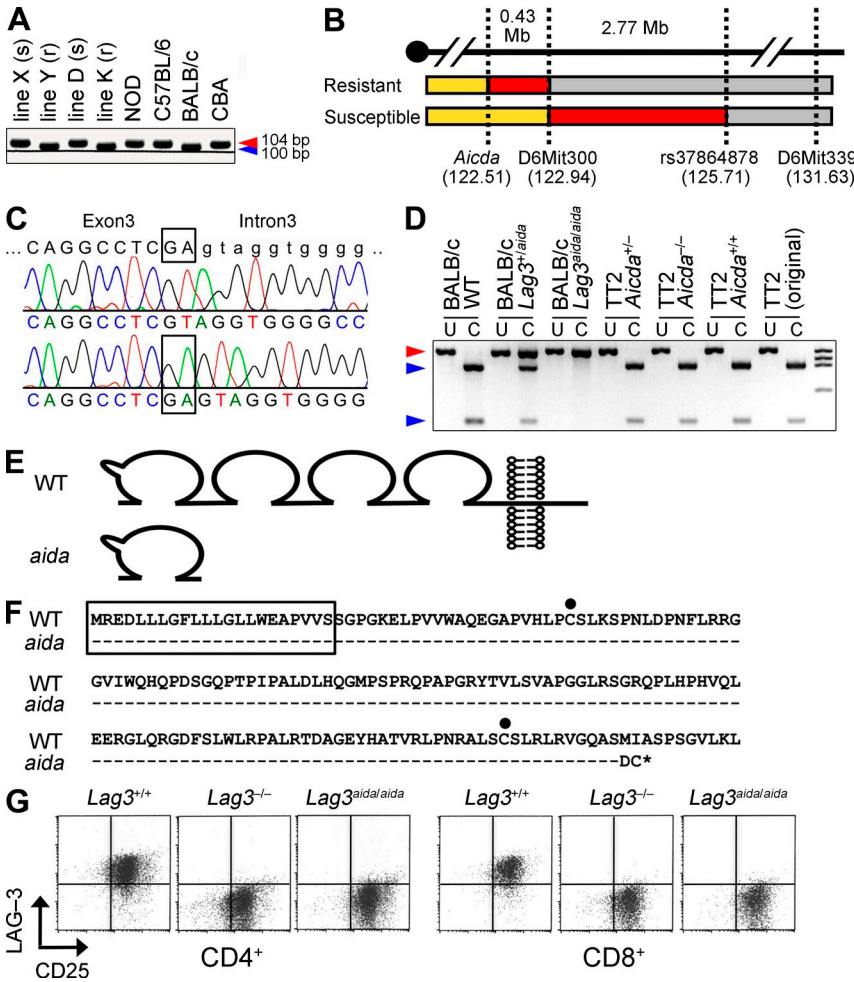 A
line X (s)
line Y (r)
line D (s)
line K (r)
NOD
C57BL/6
BALB/c
CBA
104 bp
100 bp
B
0.43
Mb
2.77 Mb
Resistant
Susceptible
Aicda
(122.51)
D6Mit300
(122.94)
rs37864878
(125.71)
D6Mit339
(131.63)
C
Exon3 Intron3
... C A G G C C T C G A g t a g g t g g g g ..
C A G G C C T C G T A G G T G G G G C C
C A G G C C T C G A G T A G G T G G G G
D
BALB/c
WT
BALB/c
Lag3+/aida
BALB/c
Lag3aida/aida
TT2
Aicda+/−
TT2
Aicda−/−
TT2
Aicda+/+
TT2
(original)
U C U C U C U C U C U C U C
E
WT
aida
F
WT MREDLLLGFLLLGLLWEAPVVSSGPGKELPVVWAQEGAPVHLPCSLKSPNLDPNFLRRG
aida ------------------------------------------------------------
WT GVIWQHQPDSGQPTPIPALDLHQGMPSPRQPAPGRYTVLSVAPGGLRSGRQPLHPHVQL
aida ------------------------------------------------------------
WT EERGLQRGDFSLWLRPALRTDAGEYHATVRLPNRALSCSLRLRVGQASMIASPSGVLKL
aida ------------------------------------------------DC*
G
Lag3+/+ Lag3−/− Lag3aida/aida Lag3+/+ Lag3−/− Lag3aida/aida
LAG–3
CD25
CD4+ CD8+